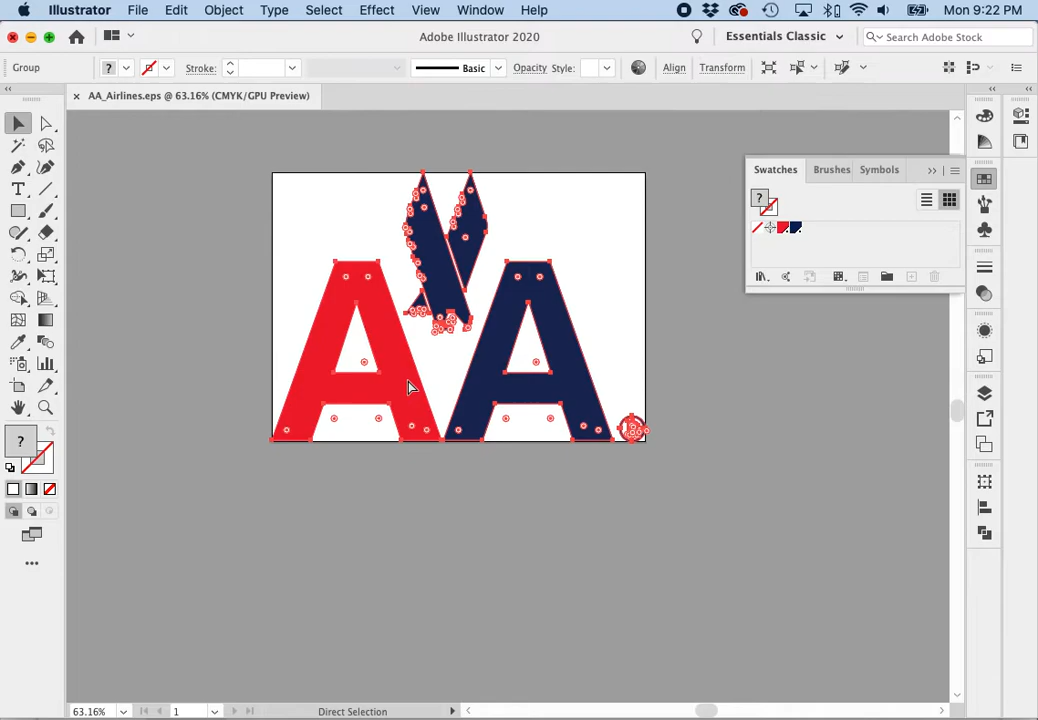 Illustrator File Edit Object Type Select Effect View Window Help Mon 9:22 PM
Adobe Illustrator 2020 Essentials Classic Search Adobe Stock
Group ? Stroke: Basic Opacity Style: Align Transform
× AA_Airlines.eps @ 63.16% (CMYK/GPU Preview)
Swatches Brushes Symbols
?
AA
R
?
63.16% 1 Direct Selection